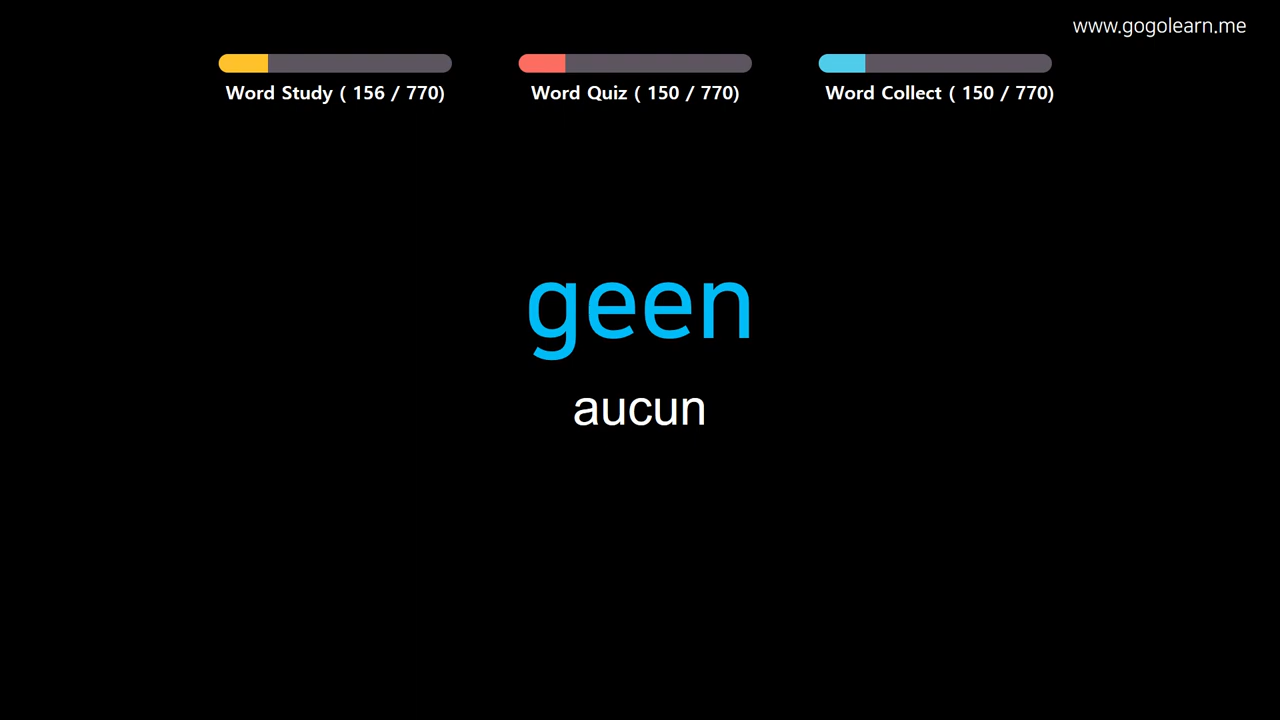 www.gogolearn.me
Word Study ( 156 / 770)
Word Quiz ( 150 / 770)
Word Collect ( 150 / 770)
geen
aucun